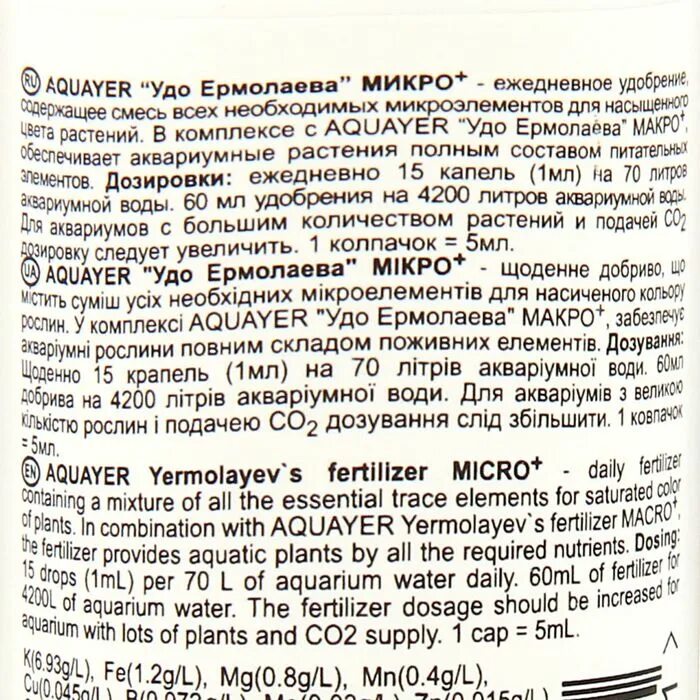 RU AQUAYER "Удо Ермолаева" МИКРО+ - ежедневное удобрение,
содержащее смесь всех необходимых микроэлементов для насыщенного
цвета растений. В комплексе с AQUAYER "Удо Ермолаева" МАКРО+,
обеспечивает аквариумные растения полным составом питательных
элементов. Дозировки: ежедневно 15 капель (1мл) на 70 литров
аквариумной воды. 60 мл удобрения на 4200 литров аквариумной воды.
Для аквариумов с большим количеством растений и подачей CO2
дозировку следует увеличить. 1 колпачок = 5мл.
UA AQUAYER "Удо Ермолаева" МІКРО+ - щоденне добриво, що
містить суміш усіх необхідних мікроелементів для насиченого кольору
рослин. У комплексі AQUAYER "Удо Ермолаева" МАКРО+, забезпечує
акваріумні рослини повним складом поживних елементів. Дозування:
Щоденно 15 крапель (1мл) на 70 літрів акваріумної води. 60мл
добрива на 4200 літрів акваріумної води. Для акваріумів з великою
кількістю рослин і подачею CO2 дозування слід збільшити. 1 ковпачок
= 5мл.
EN AQUAYER Yermolayev`s fertilizer MICRO+ - daily fertilizer
containing a mixture of all the essential trace elements for saturated color
of plants. In combination with AQUAYER Yermolayev`s fertilizer MACRO+,
the fertilizer provides aquatic plants by all the required nutrients. Dosing:
15 drops (1mL) per 70 L of aquarium water daily. 60mL of fertilizer for
4200L of aquarium water. The fertilizer dosage should be increased for
aquarium with lots of plants and CO2 supply. 1 cap = 5mL.
K(6.93g/L), Fe(1.2g/L), Mg(0.8g/L), Mn(0.4g/L),
Cu(0.045g/L),